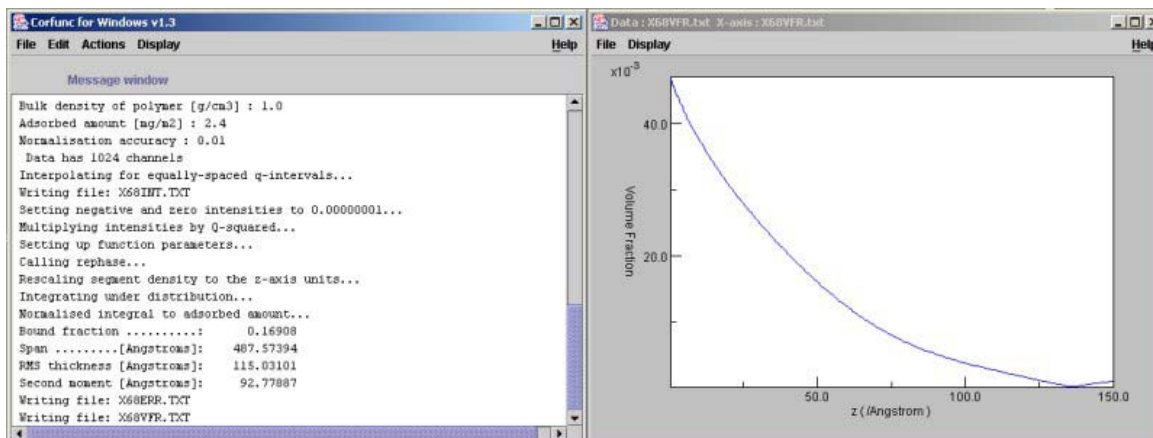 Corfunc for Windows v1.3
File Edit Actions Display Help
Message window
Bulk density of polymer [g/cm3] : 1.0
Adsorbed amount [mg/m2] : 2.4
Normalisation accuracy : 0.01
Data has 1024 channels
Interpolating for equally-spaced q-intervals...
Writing file: X68INT.TXT
Setting negative and zero intensities to 0.00000001...
Multiplying intensities by Q-squared...
Setting up function parameters...
Calling rephase...
Rescaling segment density to the z-axis units...
Integrating under distribution...
Normalised integral to adsorbed amount...
Bound fraction ..........: 0.16908
Span .........[Angstroms]: 487.57394
RMS thickness [Angstroms]: 115.03101
Second moment [Angstroms]: 92.77887
Writing file: X68ERR.TXT
Writing file: X68VFR.TXT
Data : X68VFR.txt X-axis : X68VFR.txt
File Display Help
x10-3
40.0
20.0
Volume Fraction
50.0 100.0 150.0
z ( /Angstrom )